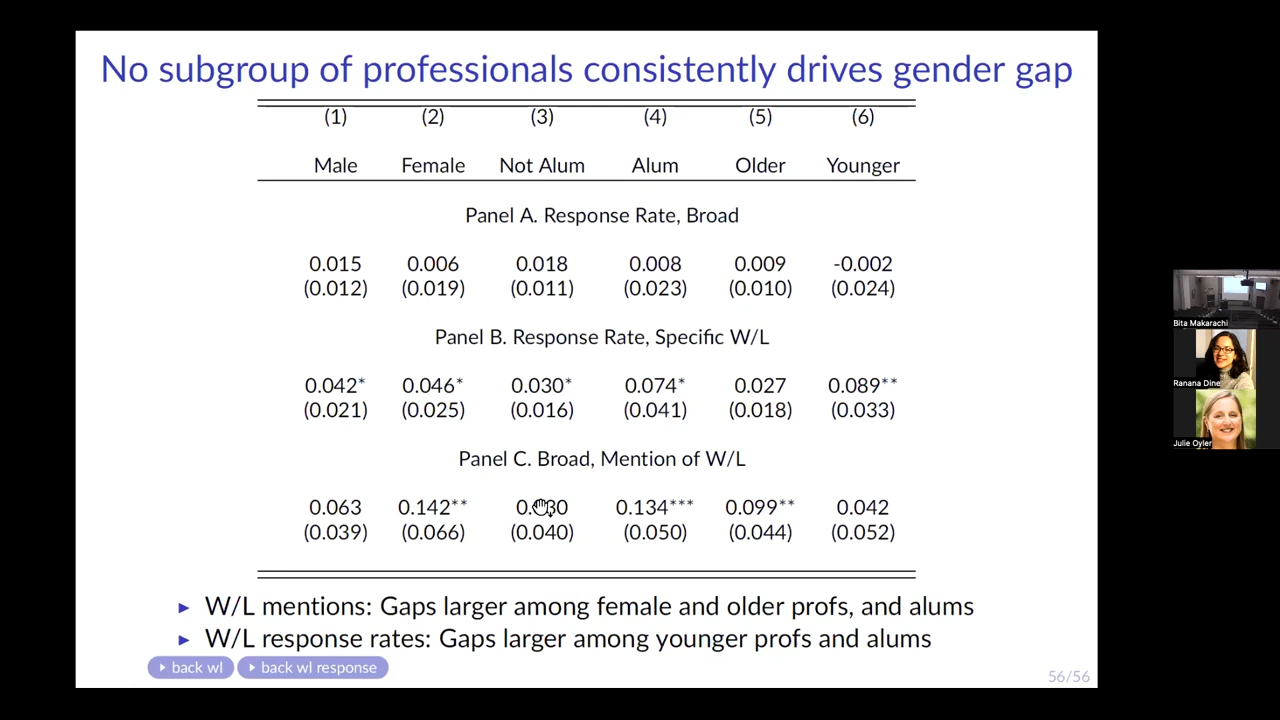 No subgroup of professionals consistently drives gender gap
(1) (2) (3) (4) (5) (6)
Male Female Not Alum Alum Older Younger
Panel A. Response Rate, Broad
0.015 0.006 0.018 0.008 0.009 -0.002
(0.012) (0.019) (0.011) (0.023) (0.010) (0.024)
Panel B. Response Rate, Specific W/L
0.042* 0.046* 0.030* 0.074* 0.027 0.089**
(0.021) (0.025) (0.016) (0.041) (0.018) (0.033)
Panel C. Broad, Mention of W/L
0.063 0.142** 0.134*** 0.099** 0.042
(0.039) (0.066) (0.040) (0.050) (0.044) (0.052)
► W/L mentions: Gaps larger among female and older profs, and alums
► W/L response rates: Gaps larger among younger profs and alums
back wl back wl response
56/56
Bita Makarachi
Ranana Dine
Julie Oyler